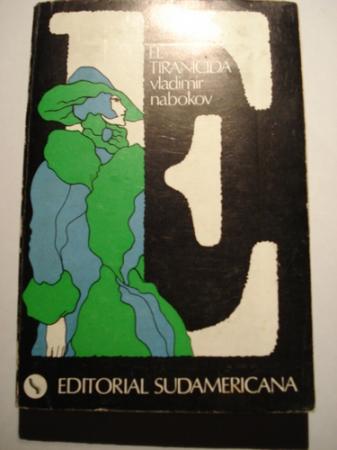 E
EL
TIRANICIDA
vladimir
nabokov
EDITORIAL SUDAMERICANA